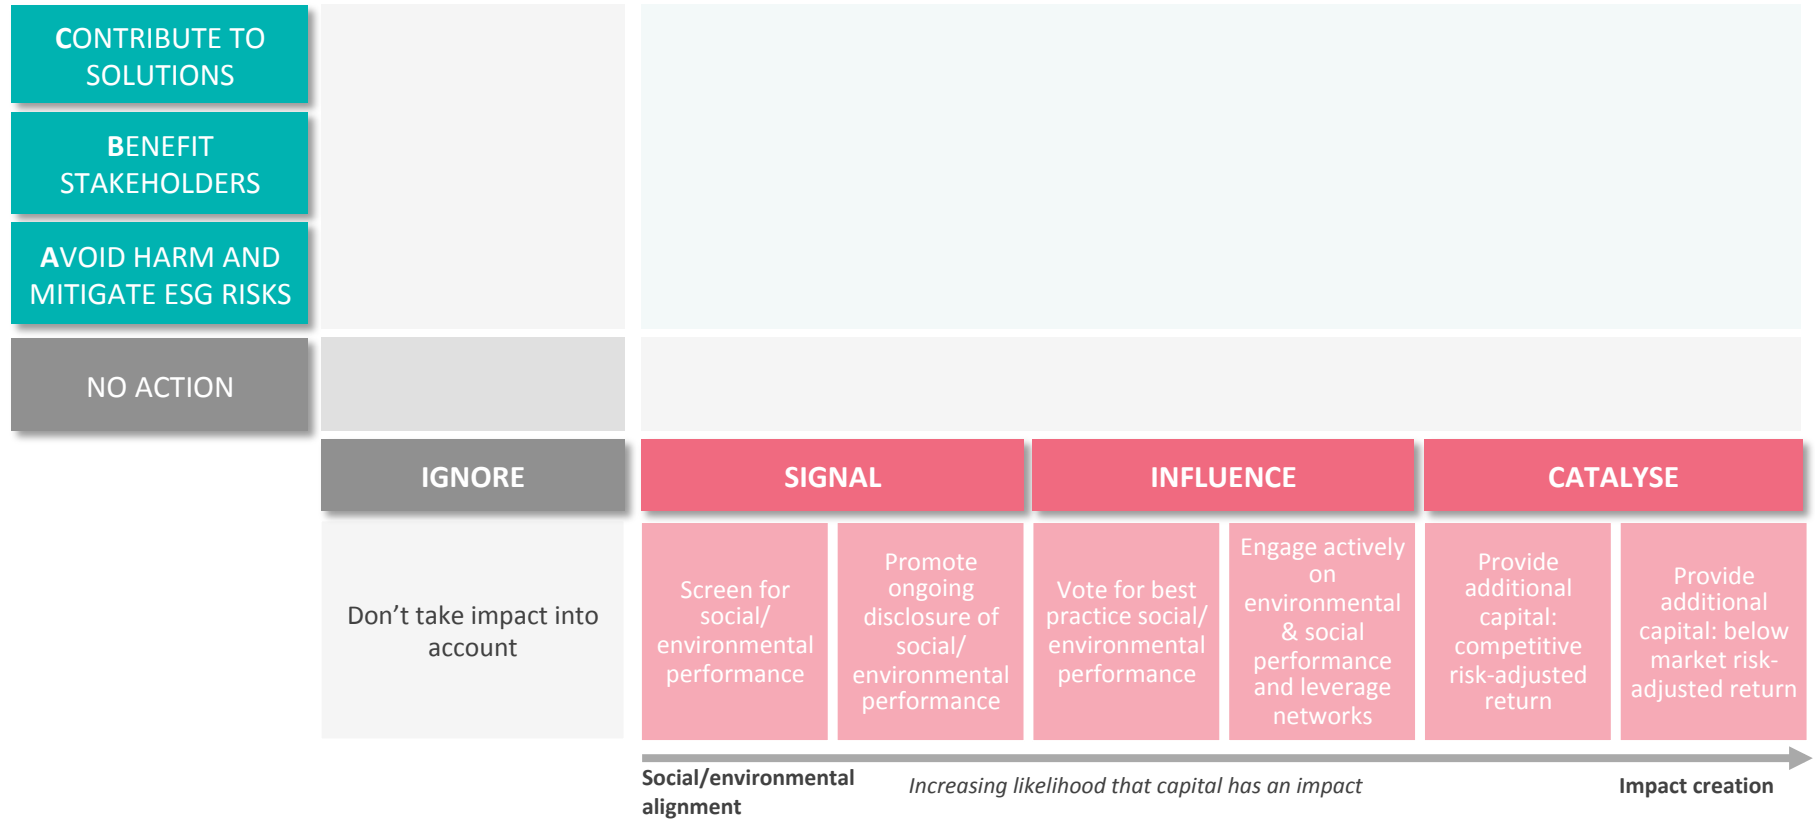 CONTRIBUTE TO
SOLUTIONS
BENEFIT
STAKEHOLDERS
AVOID HARM AND
MITIGATE ESG RISKS
NO ACTION
IGNORE
SIGNAL
INFLUENCE
CATALYSE
Don’t take impact into
account
Screen for
social/
environmental
performance
Promote
ongoing
disclosure of
social/
environmental
performance
Vote for best
practice social/
environmental
performance
Engage actively
on
environmental
& social
performance
and leverage
networks
Provide
additional
capital:
competitive
risk-adjusted
return
Provide
additional
capital: below
market risk-
adjusted return
Social/environmental
alignment
Increasing likelihood that capital has an impact
Impact creation